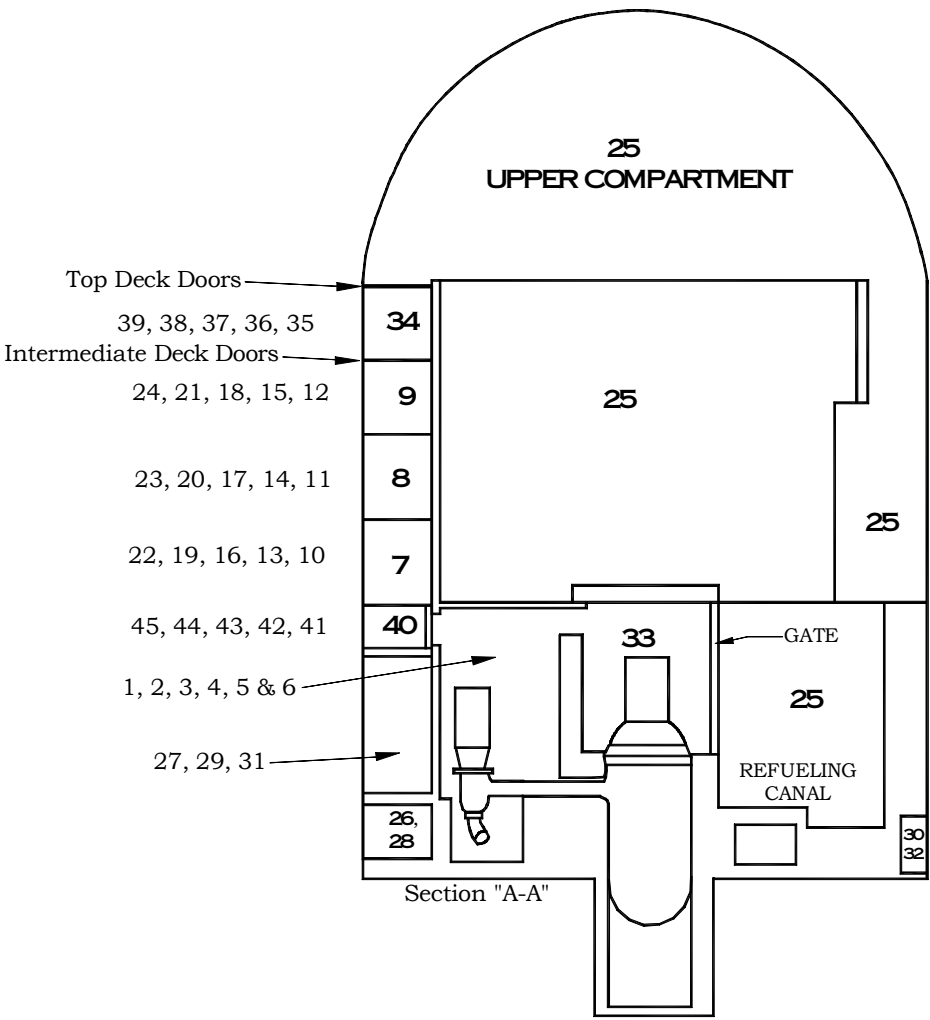 25
UPPER COMPARTMENT
Top Deck Doors
39, 38, 37, 36, 35
34
Intermediate Deck Doors
24, 21, 18, 15, 12
9
25
23, 20, 17, 14, 11
8
25
22, 19, 16, 13, 10
7
45, 44, 43, 42, 41
40
33
GATE
1, 2, 3, 4, 5 & 6
25
27, 29, 31
REFUELING
CANAL
26,
28
30
32
Section "A-A"